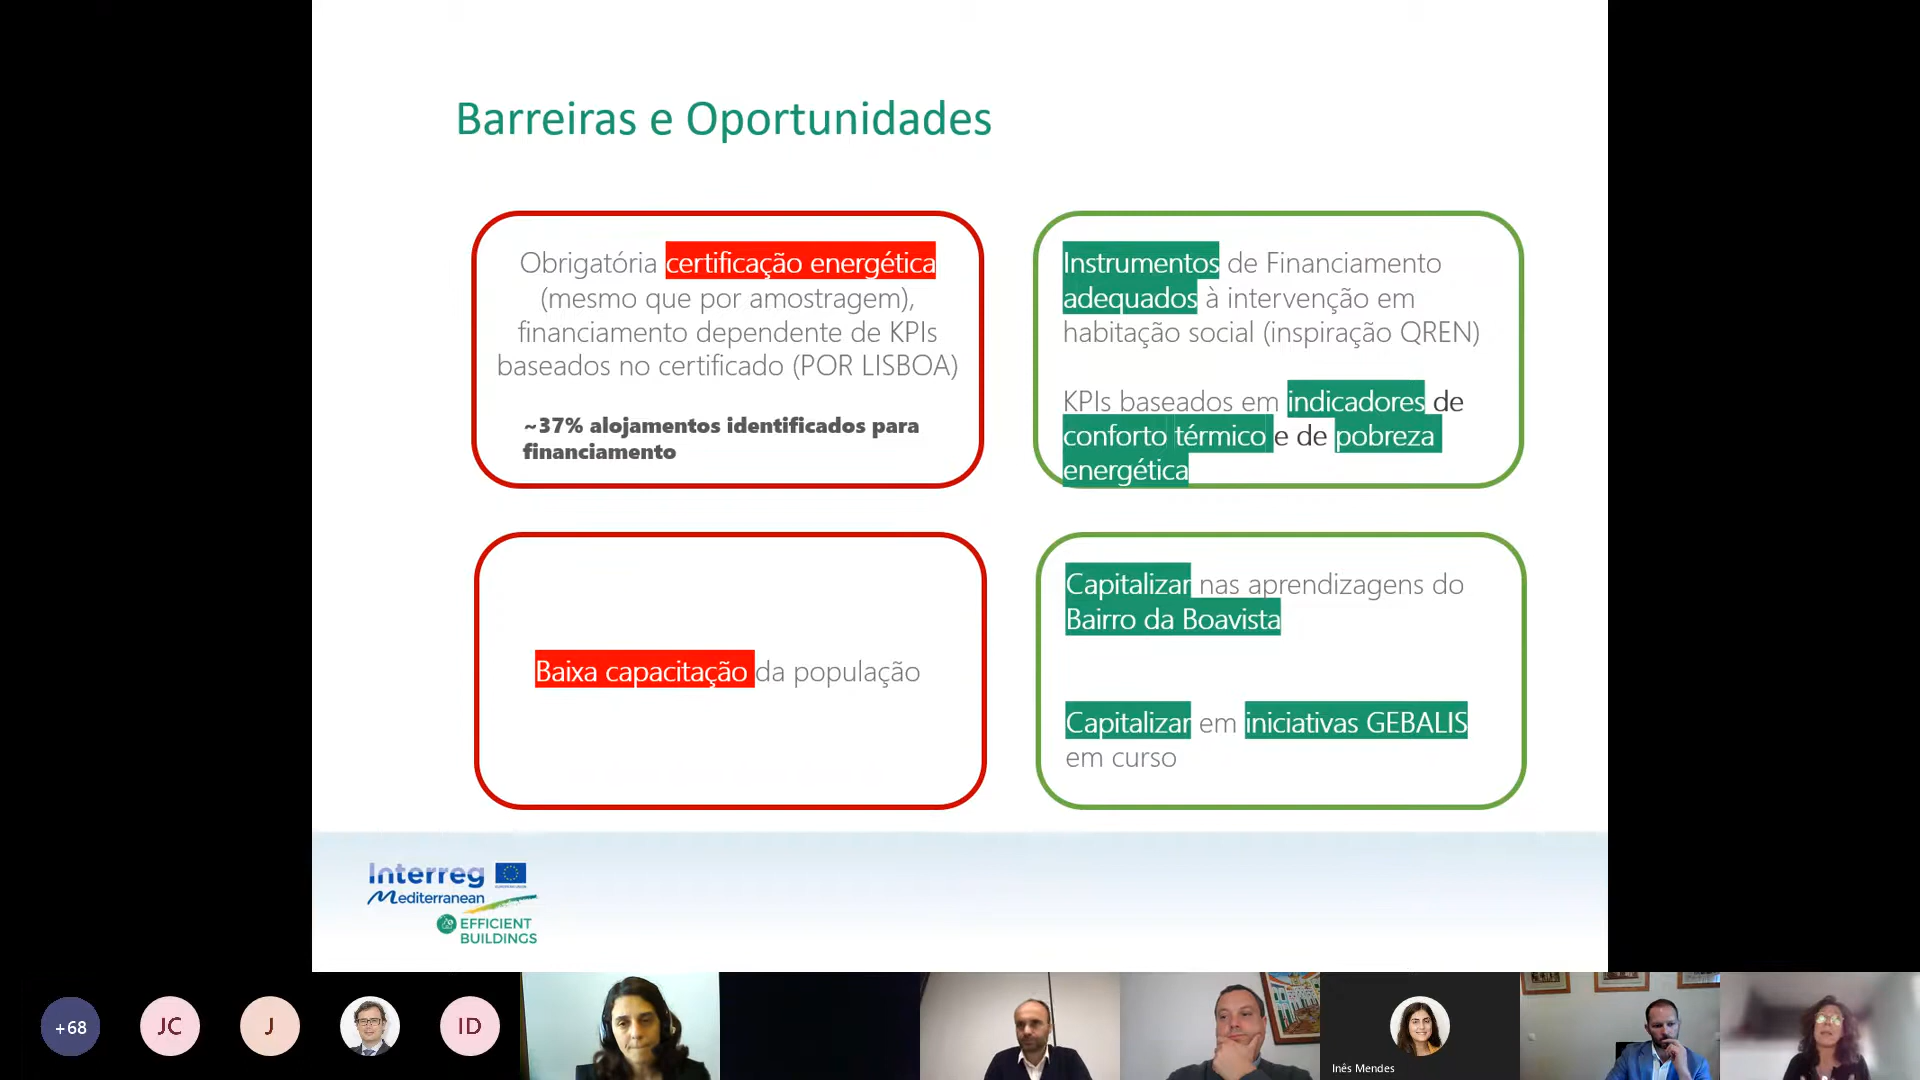 Barreiras e Oportunidades
Obrigatória certificação energética
(mesmo que por amostragem),
financiamento dependente de KPIs
baseados no certificado (POR LISBOA)
~37% alojamentos identificados para
financiamento
Instrumentos de Financiamento
adequados à intervenção em
habitação social (inspiração QREN)
KPIs baseados em indicadores de
conforto térmico e de pobreza
energética
Baixa capacitação da população
Capitalizar nas aprendizagens do
Bairro da Boavista
Capitalizar em iniciativas GEBALIS
em curso
Interreg
Mediterranean
EFFICIENT
BUILDINGS
+68
JC
J
ID
Inês Mendes